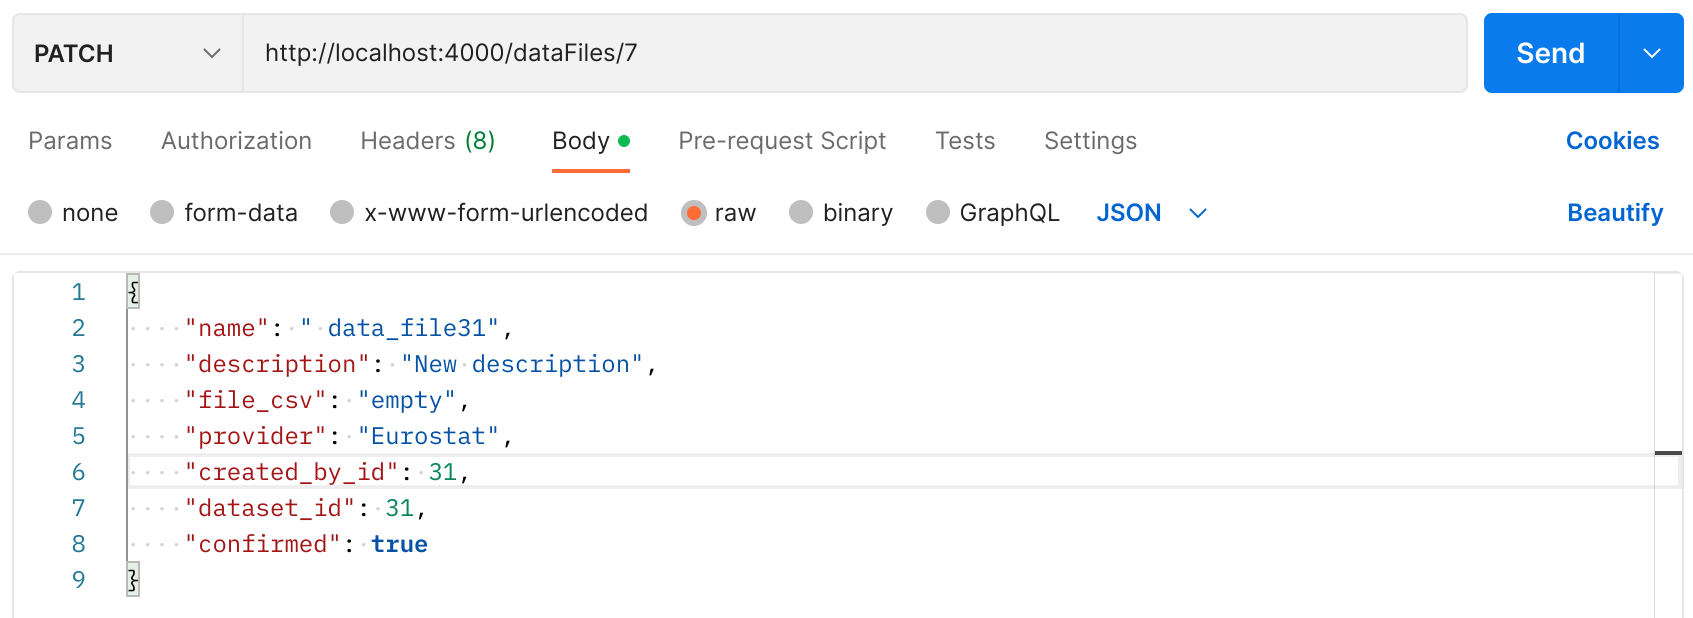 PATCH http://localhost:4000/dataFiles/7 Send
Params Authorization Headers (8) Body Pre-request Script Tests Settings Cookies
none form-data x-www-form-urlencoded raw binary GraphQL JSON Beautify
1 {
2 "name": " data_file31",
3 "description": "New description",
4 "file_csv": "empty",
5 "provider": "Eurostat",
6 "created_by_id": 31,
7 "dataset_id": 31,
8 "confirmed": true
9 }